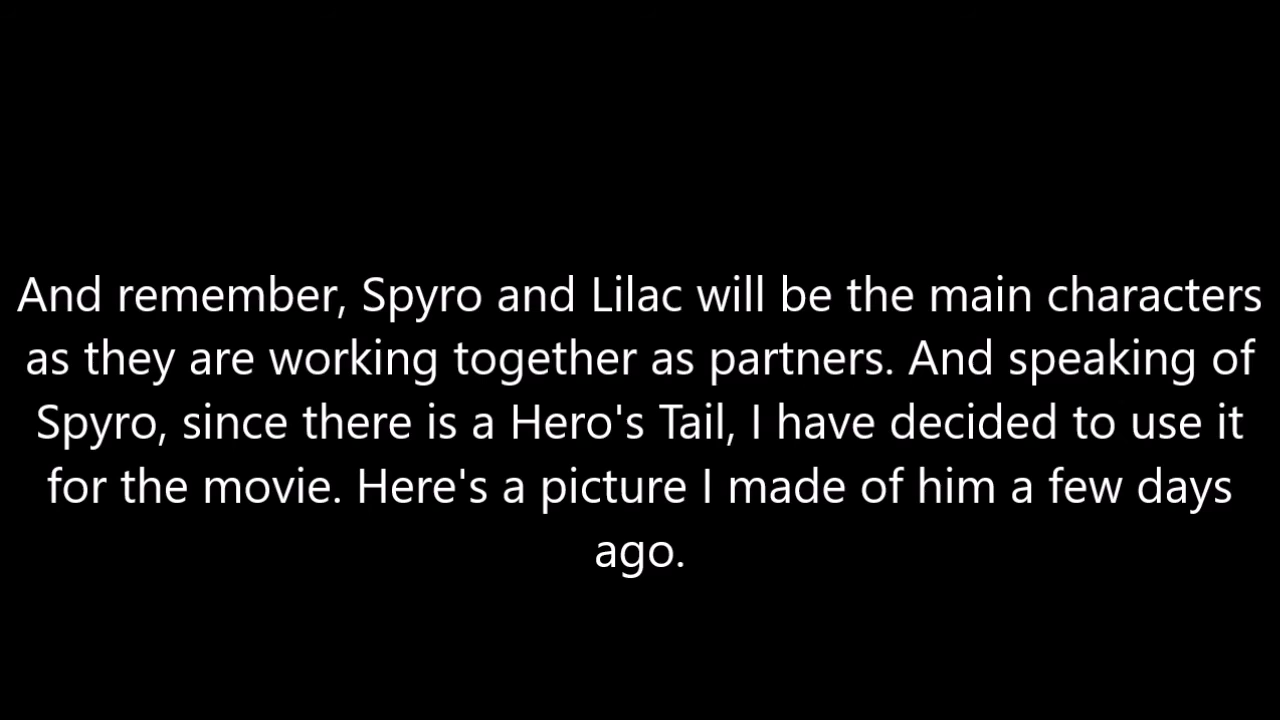 And remember, Spyro and Lilac will be the main characters
as they are working together as partners. And speaking of
Spyro, since there is a Hero's Tail, I have decided to use it
for the movie. Here's a picture I made of him a few days
ago.